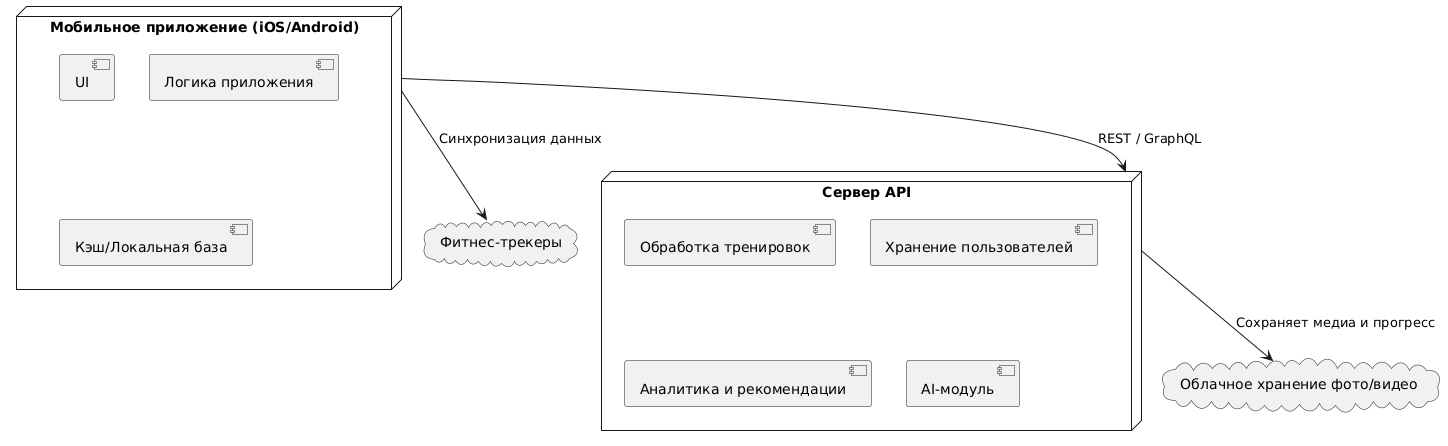 Мобильное приложение (iOS/Android)
UI
Логика приложения
Кэш/Локальная база
Синхронизация данных
REST / GraphQL
Фитнес-трекеры
Сервер API
Обработка тренировок
Хранение пользователей
Аналитика и рекомендации
AI-модуль
Сохраняет медиа и прогресс
Облачное хранение фото/видео